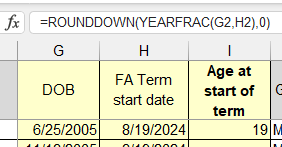 fx =ROUNDDOWN(YEARFRAC(G2,H2),0)
G H I
DOB
FA Term
start date
Age at
start of
term
6/25/2005 8/19/2024 19